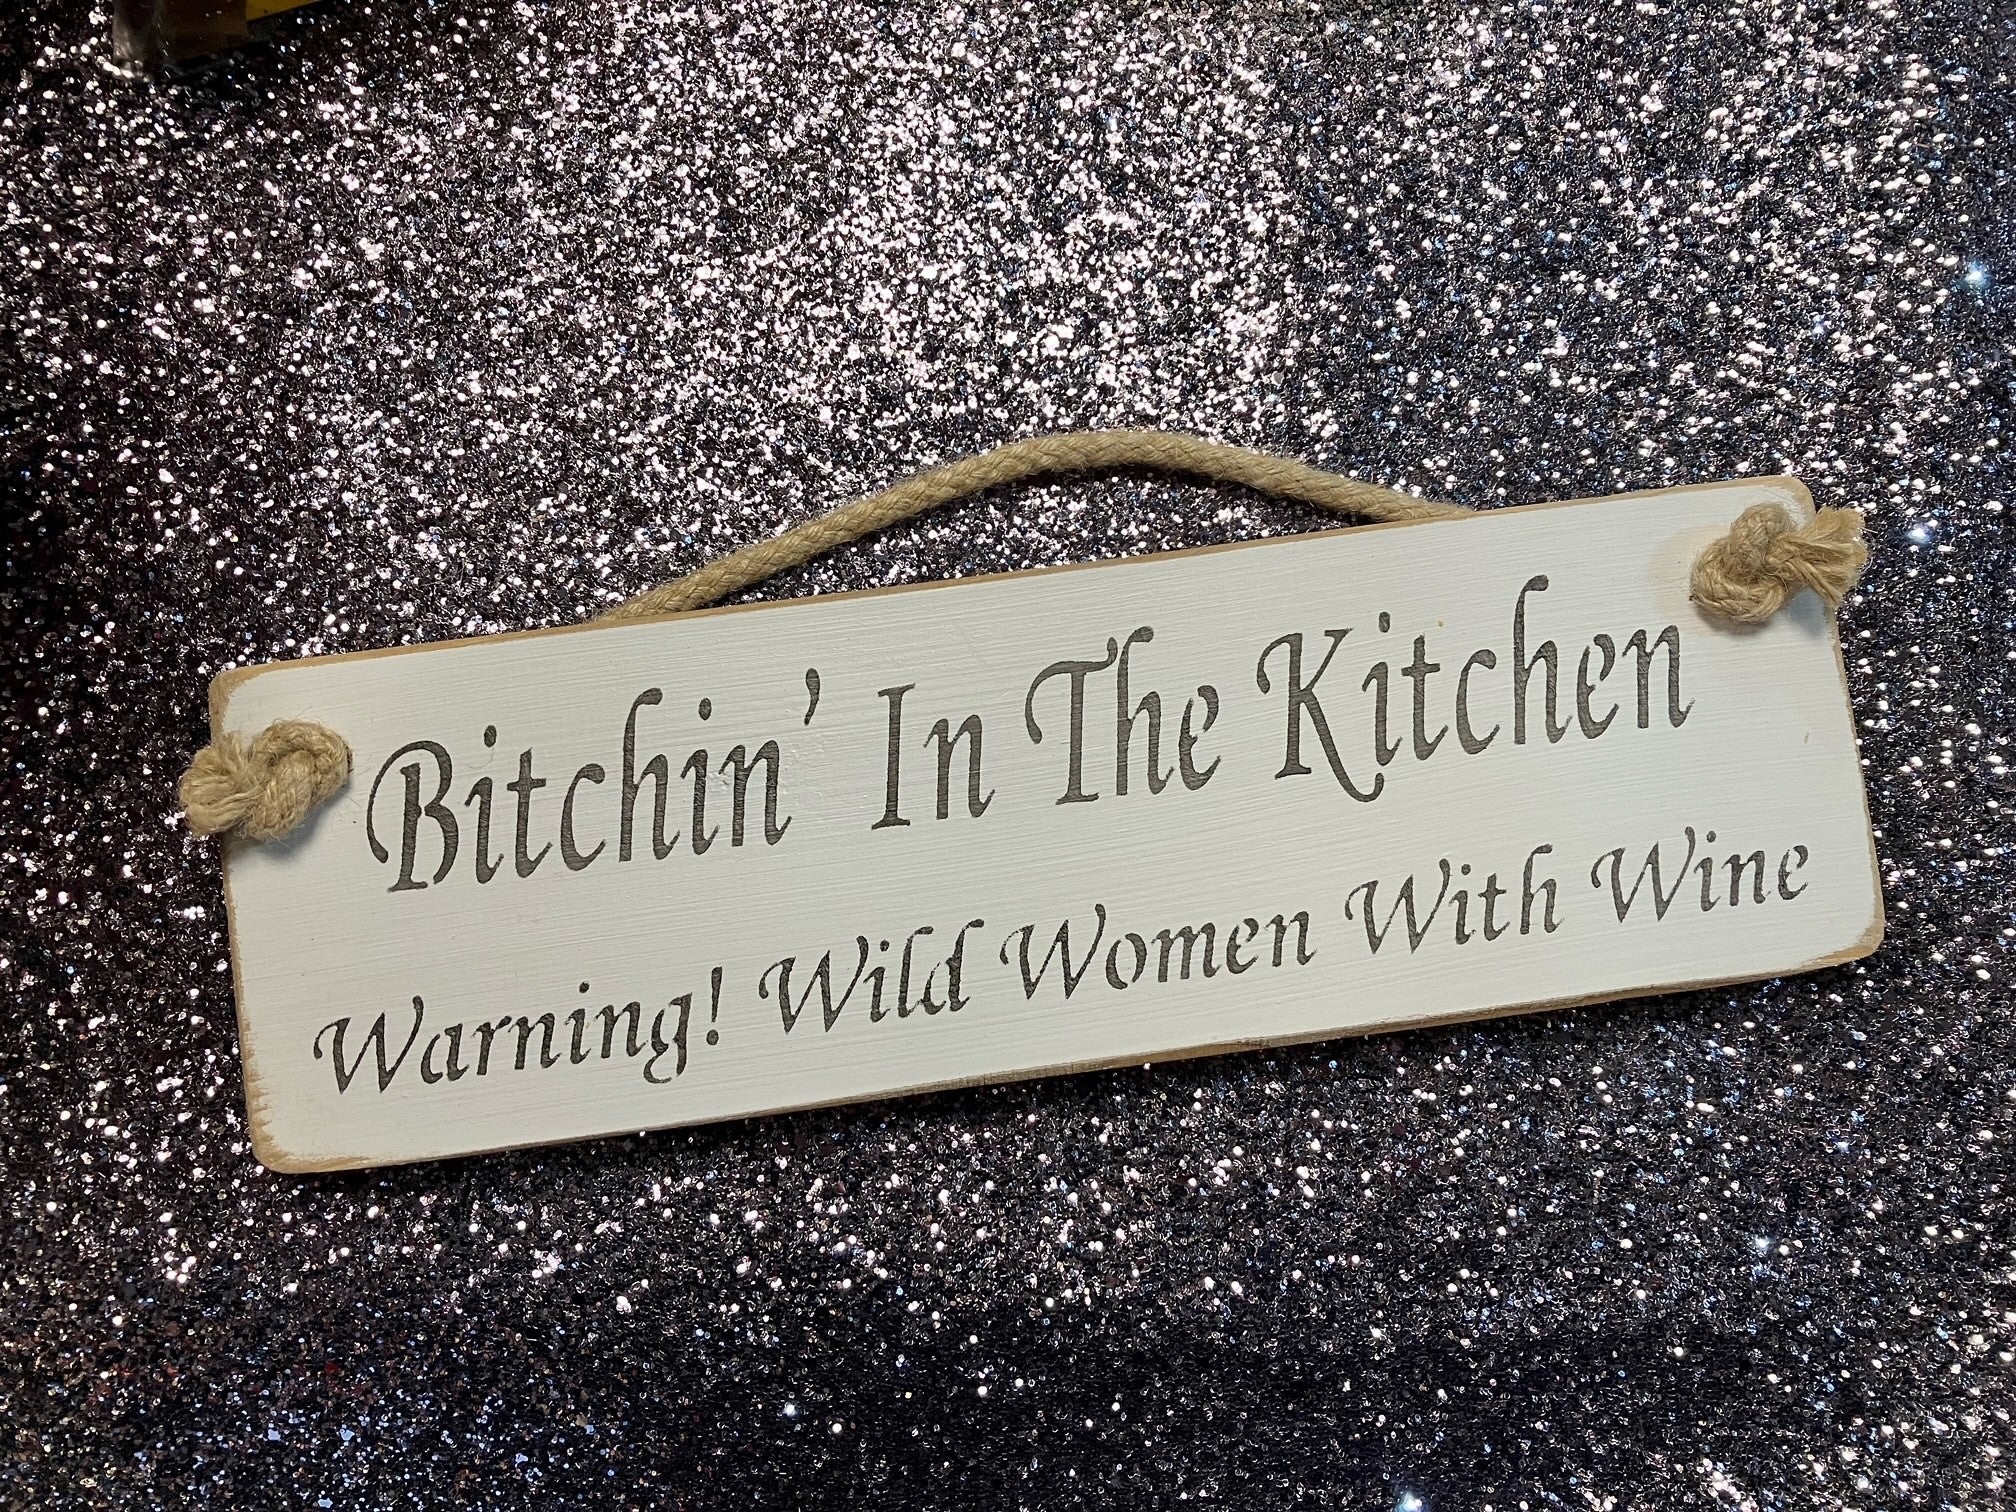 Bitchin' In The Kitchen
Warning! Wild Women With Wine